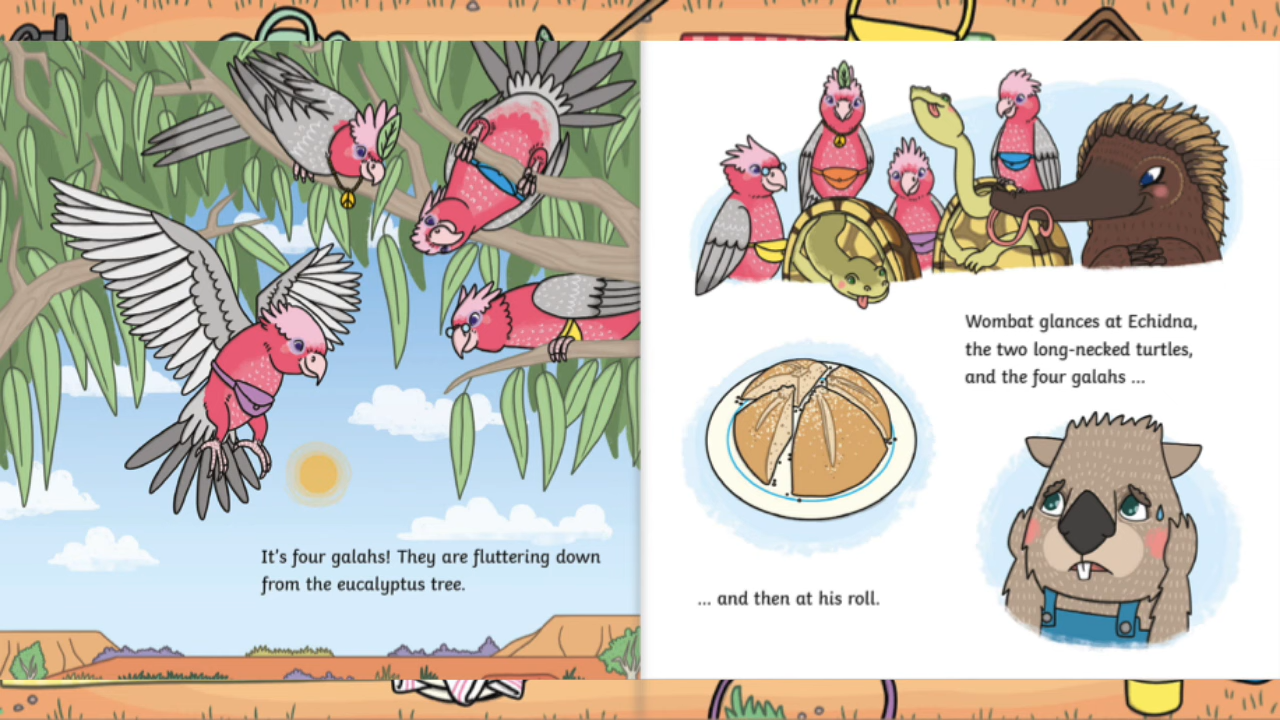 It's four galahs! They are fluttering down
from the eucalyptus tree.
Wombat glances at Echidna,
the two long-necked turtles,
and the four galahs ...
... and then at his roll.